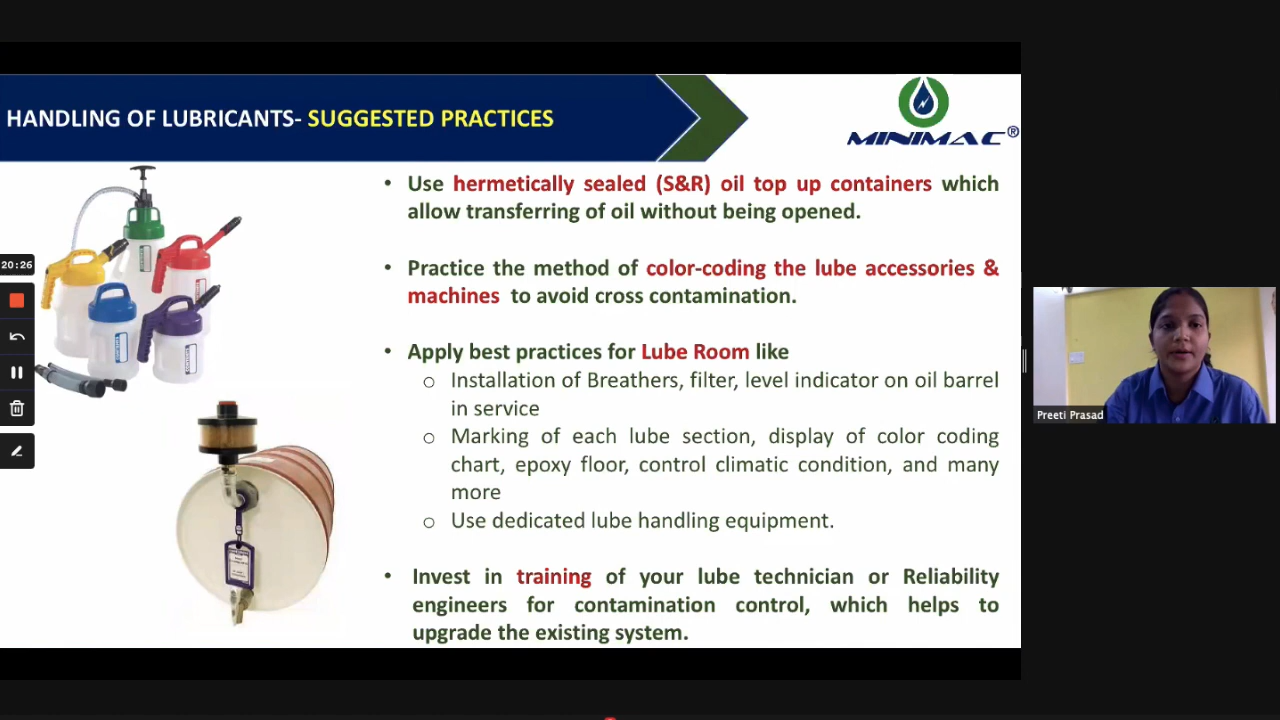 HANDLING OF LUBRICANTS- SUGGESTED PRACTICES
MINIMAC®
• Use hermetically sealed (S&R) oil top up containers which
allow transferring of oil without being opened.
• Practice the method of color-coding the lube accessories &
machines to avoid cross contamination.
• Apply best practices for Lube Room like
o Installation of Breathers, filter, level indicator on oil barrel
in service
o Marking of each lube section, display of color coding
chart, epoxy floor, control climatic condition, and many
more
o Use dedicated lube handling equipment.
• Invest in training of your lube technician or Reliability
engineers for contamination control, which helps to
upgrade the existing system.
20:26
Preeti Prasad